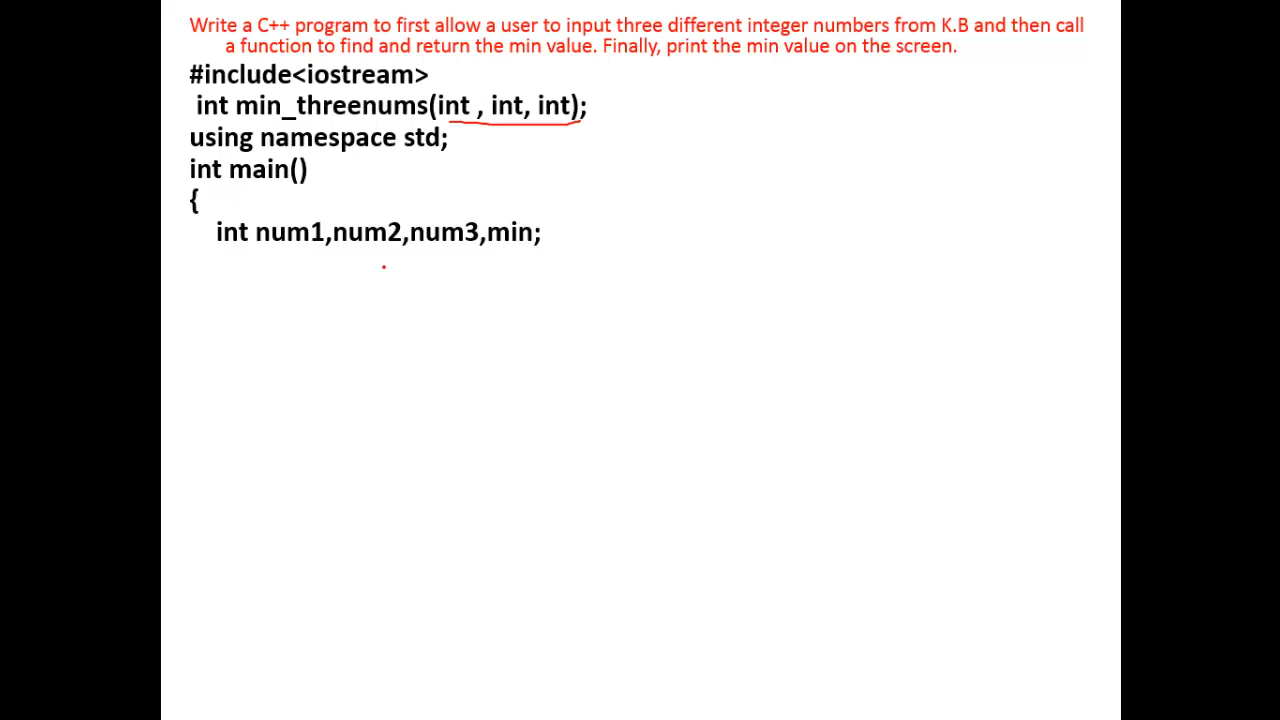 Write a C++ program to first allow a user to input three different integer numbers from K.B and then call
a function to find and return the min value. Finally, print the min value on the screen.
#include<iostream>
int min_threenums(int , int, int);
using namespace std;
int main()
{
int num1,num2,num3,min;